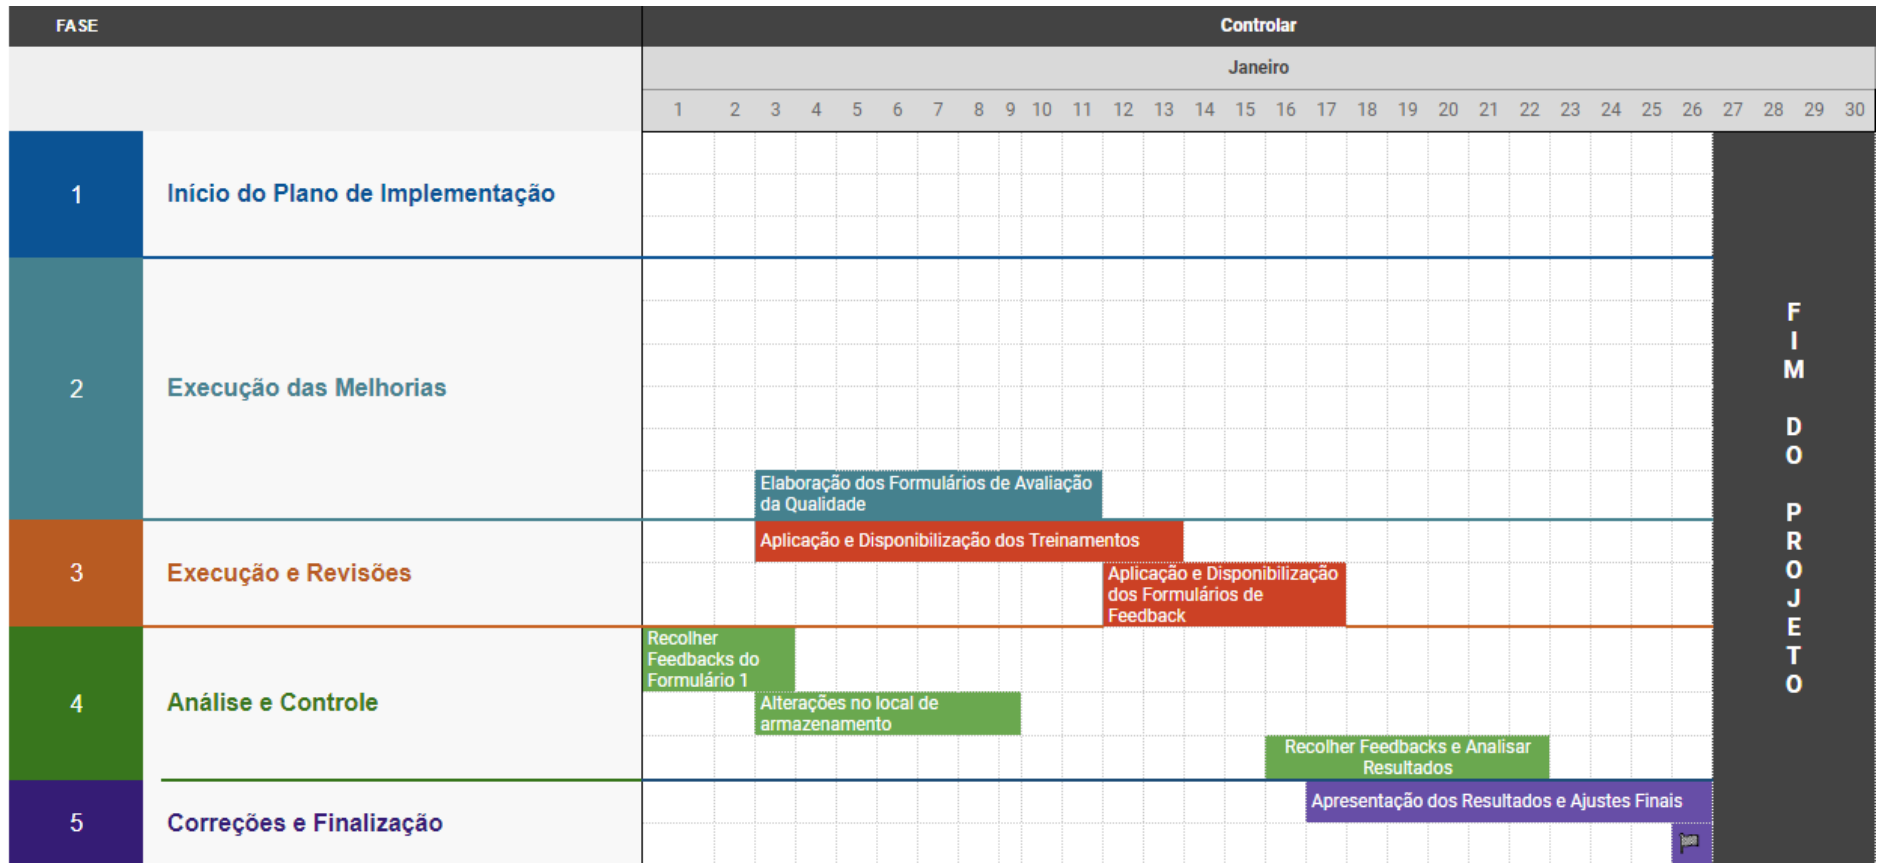 FASE
Controlar
Janeiro
1 2 3 4 5 6 7 8 9 10 11 12 13 14 15 16 17 18 19 20 21 22 23 24 25 26 27 28 29 30
1
Início do Plano de Implementação
2
Execução das Melhorias
Elaboração dos Formulários de Avaliação
da Qualidade
3
Execução e Revisões
Aplicação e Disponibilização dos Treinamentos
Aplicação e Disponibilização
dos Formulários de
Feedback
4
Análise e Controle
Recolher
Feedbacks do
Formulário 1
Alterações no local de
armazenamento
Recolher Feedbacks e Analisar
Resultados
5
Correções e Finalização
Apresentação dos Resultados e Ajustes Finais
FIM DO PROJETO